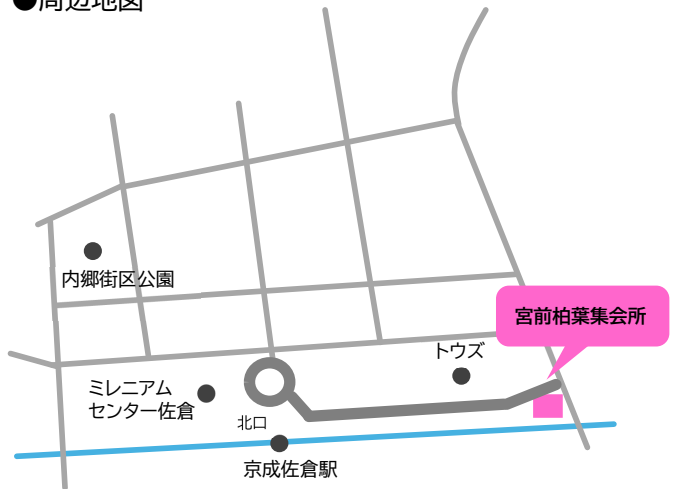 ●周辺地図
内郷街区公園
宮前柏葉集会所
トウズ
ミレニアム
センター佐倉
北口
京成佐倉駅